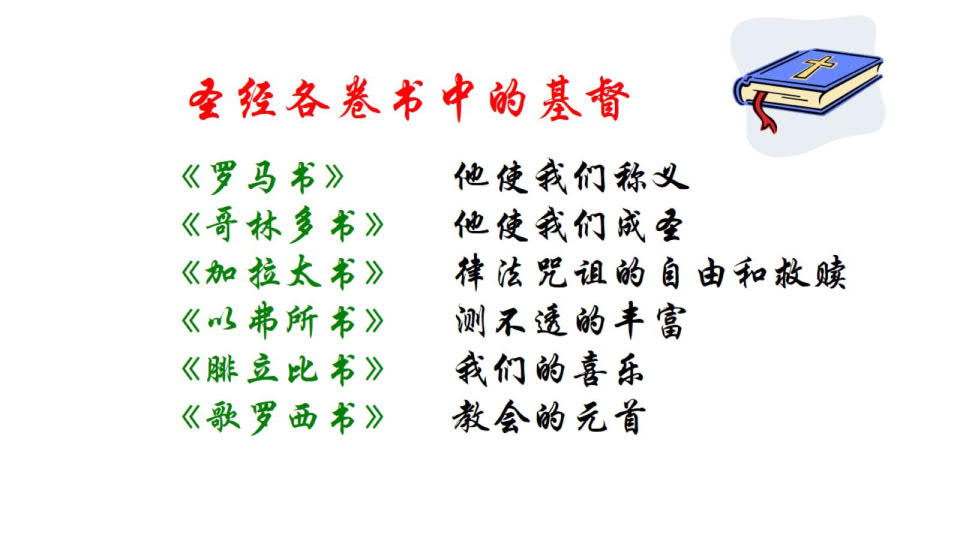 圣经各卷书中的基督
《罗马书》 他使我们称义
《哥林多书》 他使我们成圣
《加拉太书》 律法咒诅的自由和救赎
《以弗所书》 测不透的丰富
《腓立比书》 我们的喜乐
《歌罗西书》 教会的元首